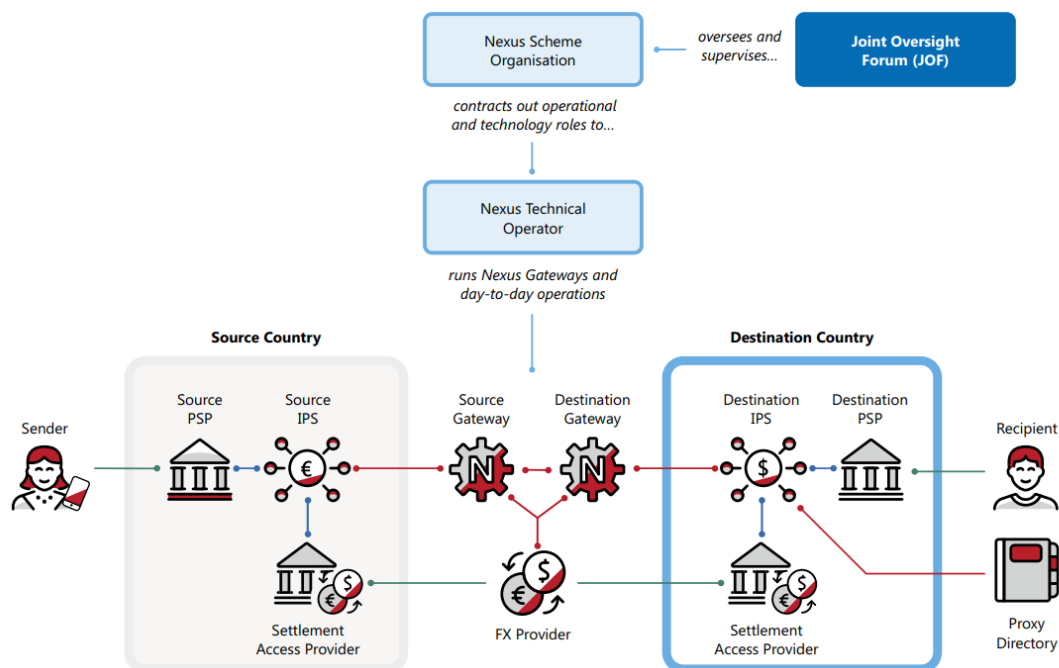 Nexus Scheme
Organisation
oversees and
supervises...
Joint Oversight
Forum (JOF)
contracts out operational
and technology roles to...
Nexus Technical
Operator
runs Nexus Gateways and
day-to-day operations
Source Country
Destination Country
Sender
Source
PSP
Source
IPS
€
Source
Gateway
N
Destination
Gateway
N
Destination
IPS
$
Destination
PSP
Recipient
$
€
Settlement
Access Provider
$
€
FX Provider
$
€
Settlement
Access Provider
Proxy
Directory